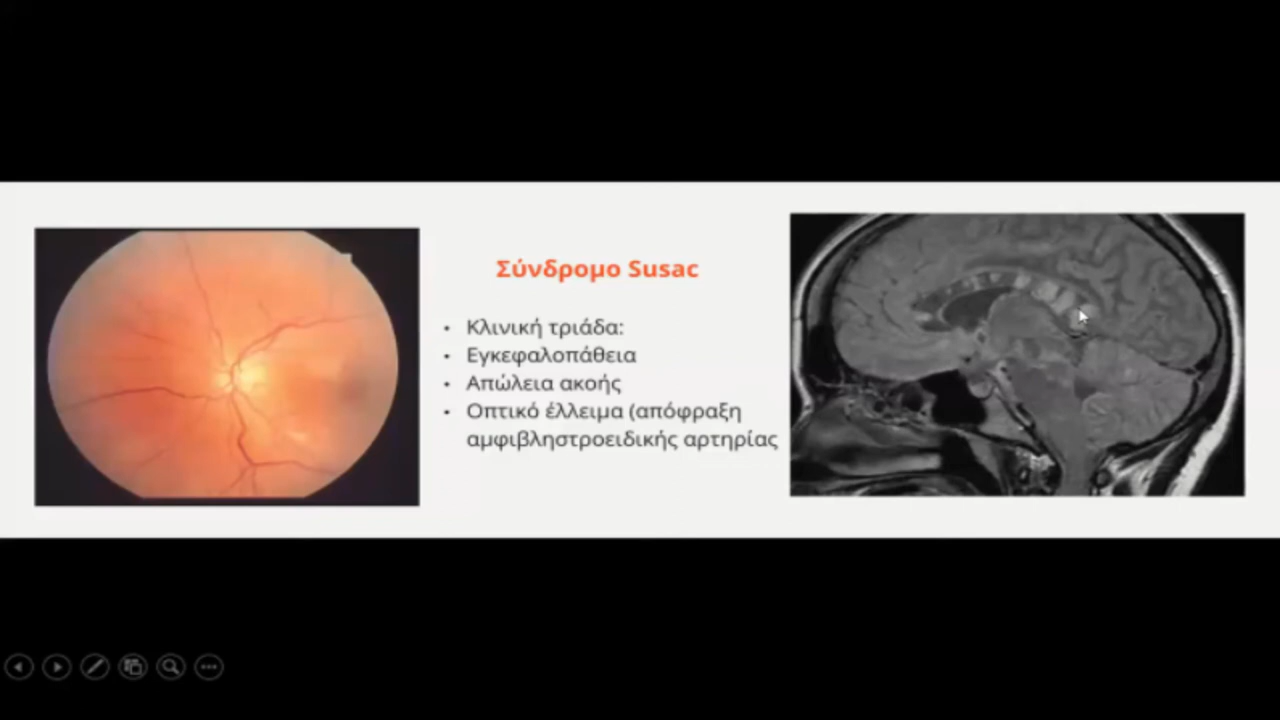 Σύνδρομο Susac
• Κλινική τριάδα:
• Εγκεφαλοπάθεια
• Απώλεια ακοής
• Οπτικό έλλειμα (απόφραξη
αμφιβληστροειδικής αρτηρίας